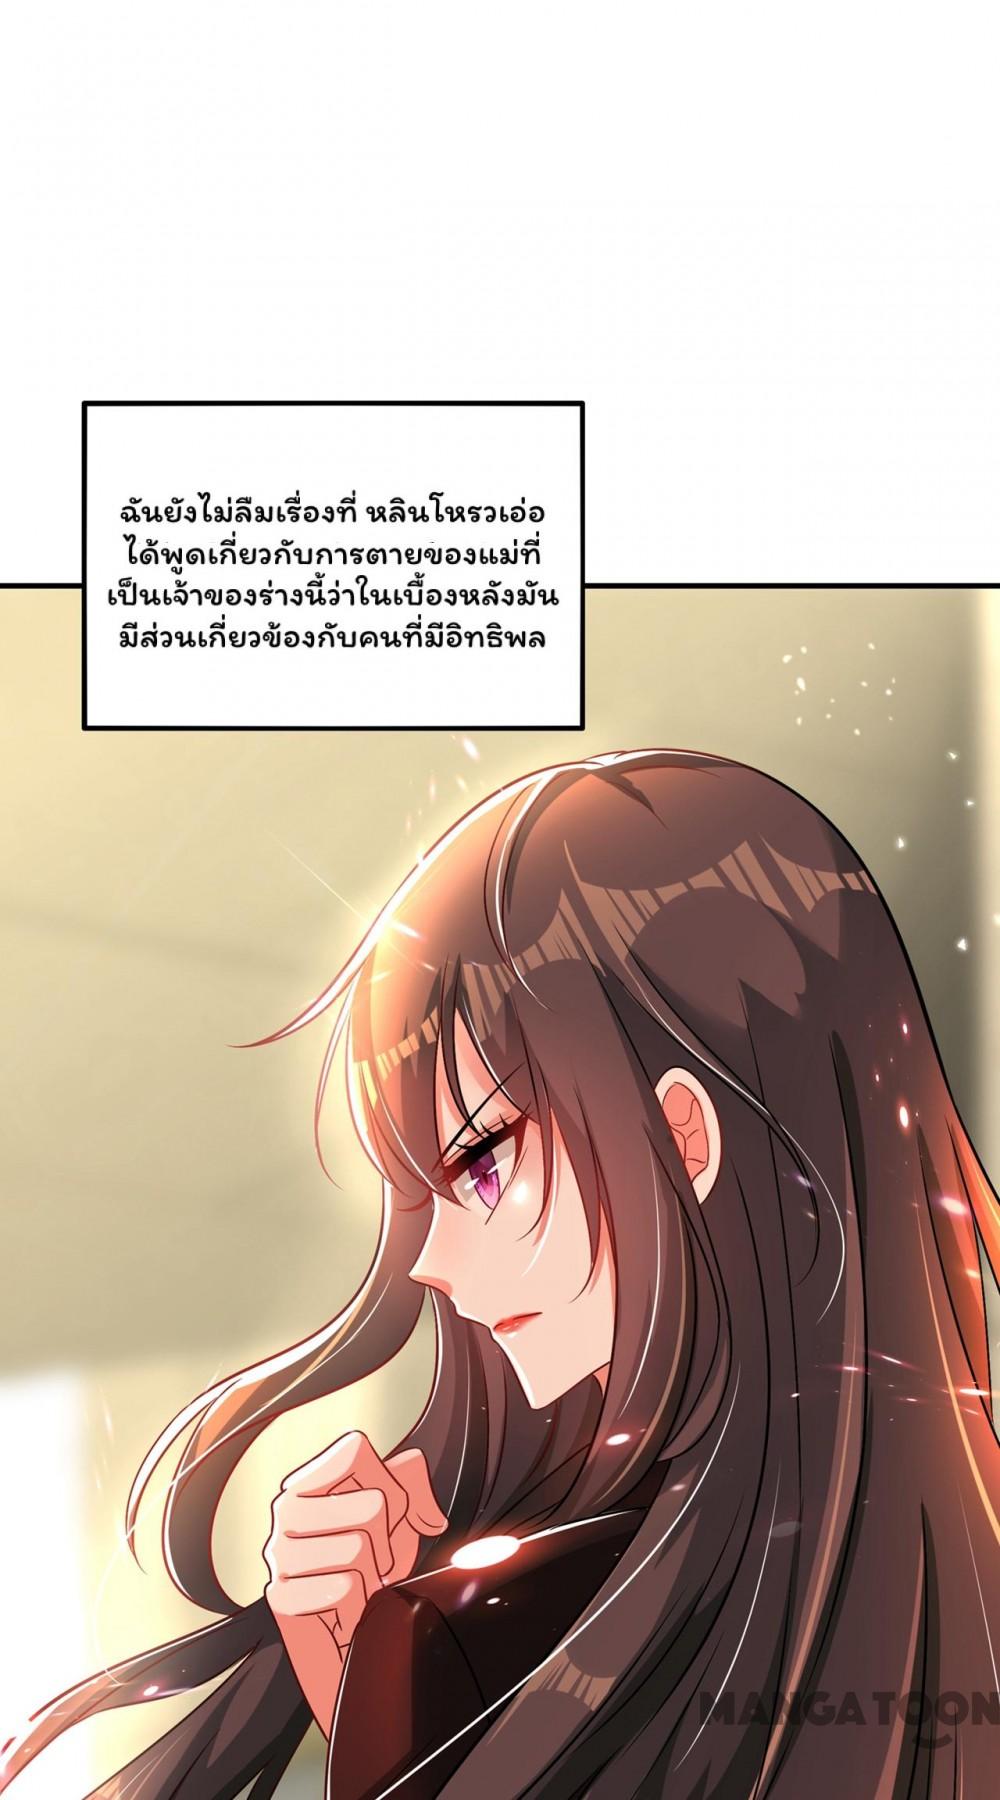 ฉันยังไม่ลืมเรื่องที่ หลินโหรวเอ่อ
ได้พูดเกี่ยวกับการตายของแม่ที่
เป็นเจ้าของร่างนี้ว่าในเบื้องหลังมัน
มีส่วนเกี่ยวข้องกับคนที่มีอิทธิพล
MANGATOON